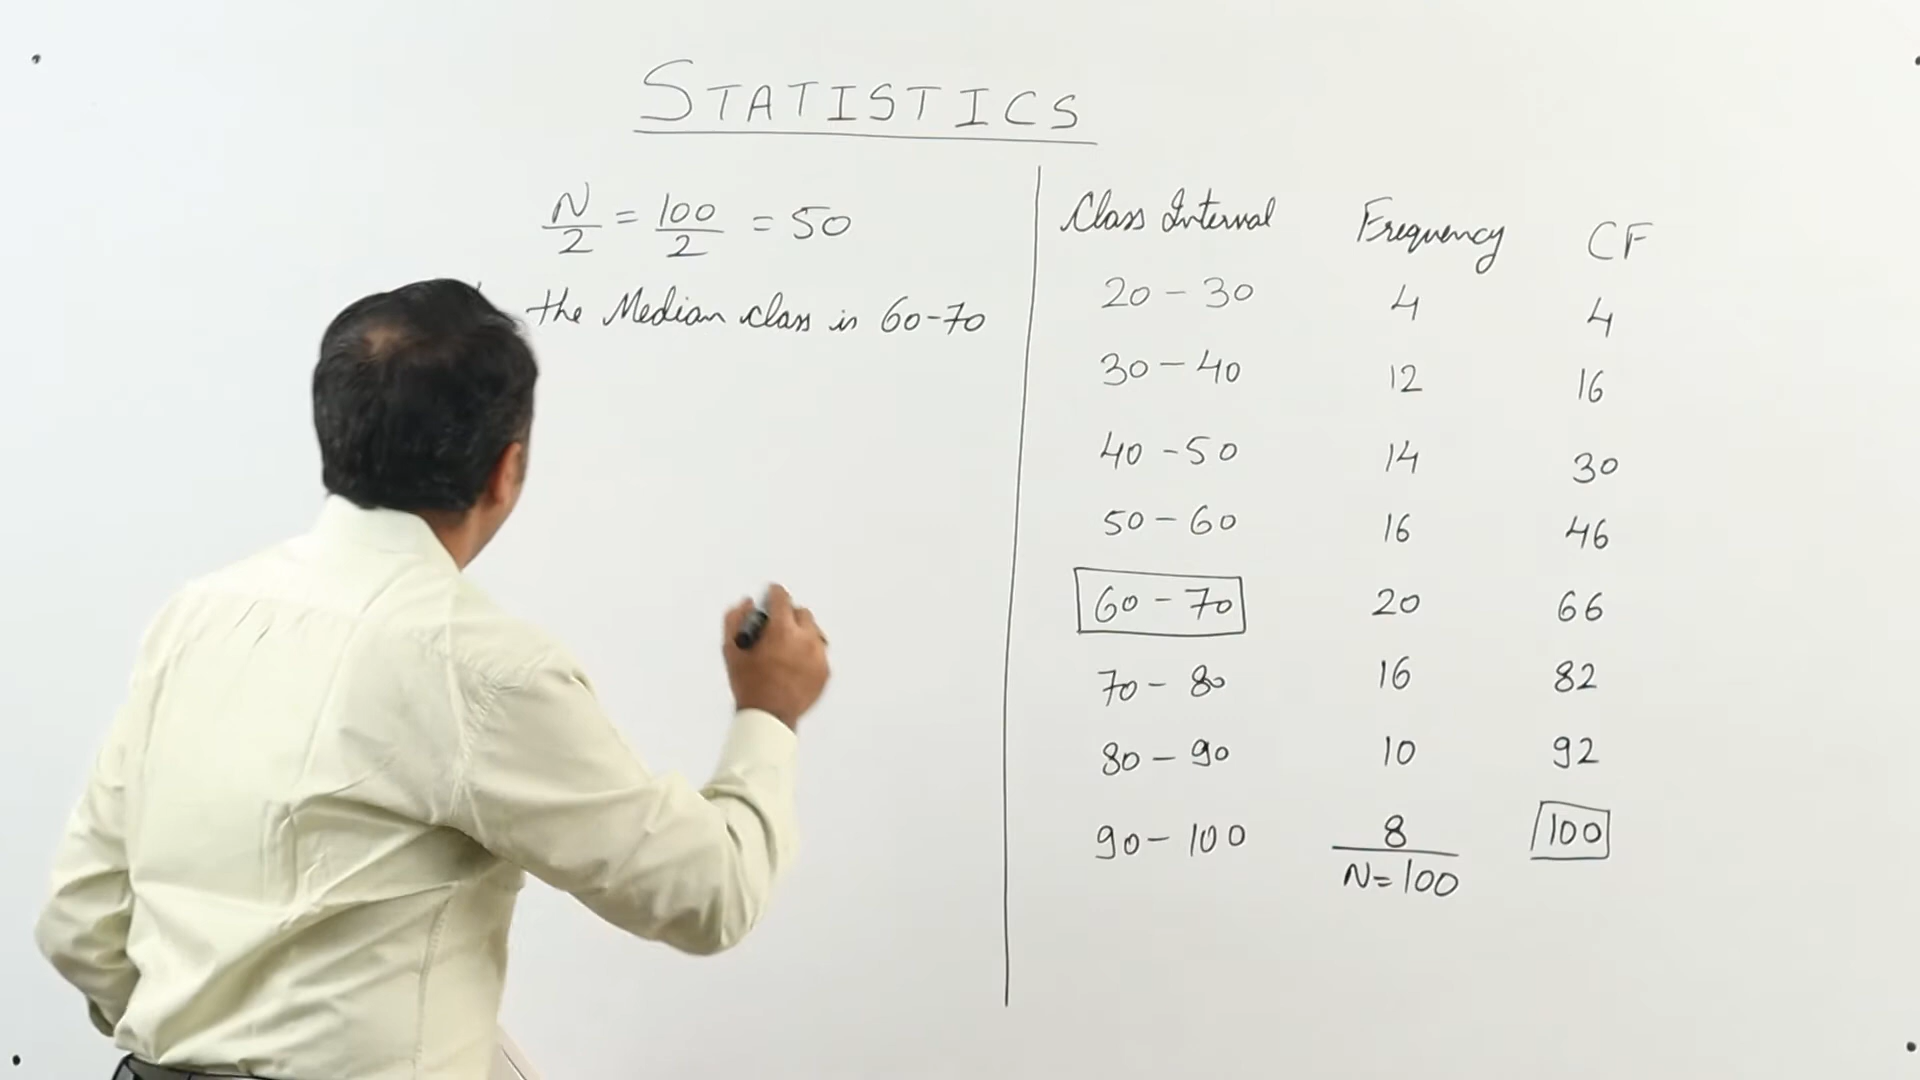 STATISTICS
N/2 = 100/2 = 50
the Median class is 60-70
Class Interval Frequency CF
20 - 30 4 4
30 - 40 12 16
40 - 50 14 30
50 - 60 16 46
60 - 70 20 66
70 - 80 16 82
80 - 90 10 92
90 - 100 8 100
N=100